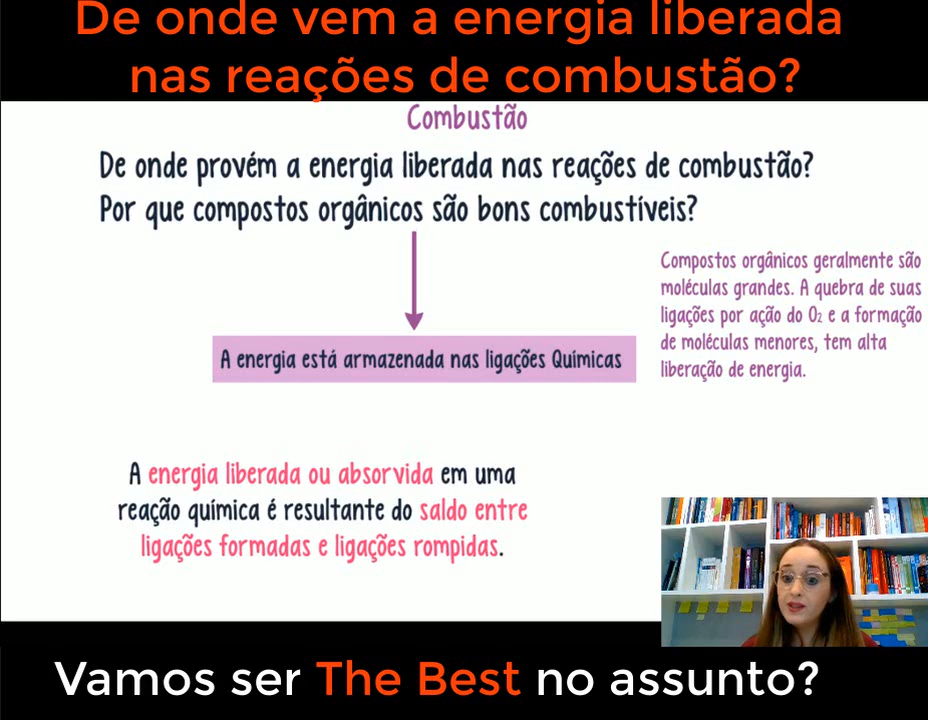 De onde vem a energia liberada
nas reações de combustão?
Combustão
De onde provém a energia liberada nas reações de combustão?
Por que compostos orgânicos são bons combustíveis?
Compostos orgânicos geralmente são
moléculas grandes. A quebra de suas
ligações por ação do O₂ e a formação
de moléculas menores, tem alta
liberação de energia.
A energia está armazenada nas ligações Químicas
A energia liberada ou absorvida em uma
reação química é resultante do saldo entre
ligações formadas e ligações rompidas.
Vamos ser The Best no assunto?